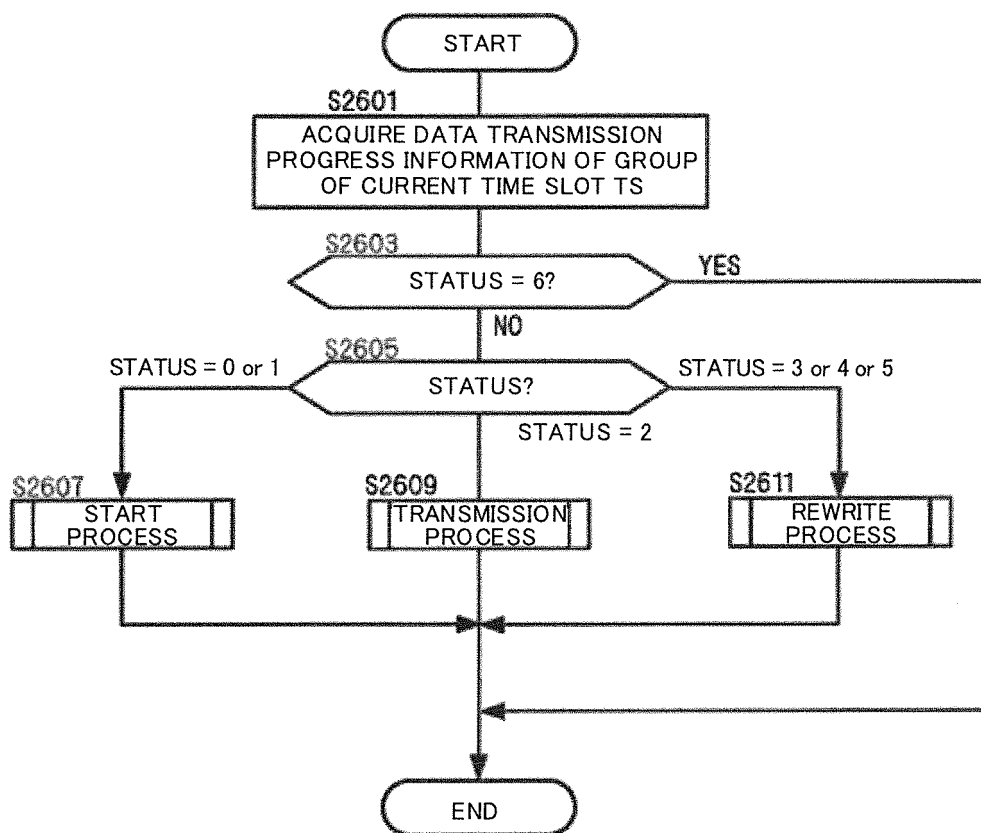 START
S2601
ACQUIRE DATA TRANSMISSION
PROGRESS INFORMATION OF GROUP
OF CURRENT TIME SLOT TS
S2603
STATUS = 6?
YES
NO
S2605
STATUS = 0 or 1
STATUS?
STATUS = 3 or 4 or 5
STATUS = 2
S2607
START
PROCESS
S2609
TRANSMISSION
PROCESS
S2611
REWRITE
PROCESS
END